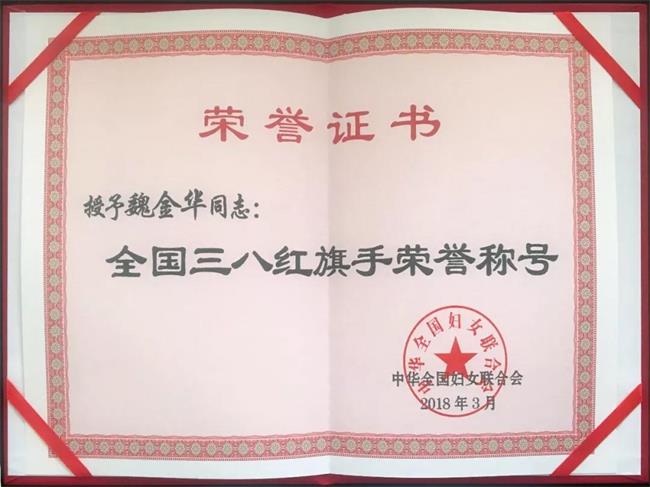 荣誉证书
授予魏金华同志：
全国三八红旗手荣誉称号
中华全国妇女联合会
中华全国妇女联合会
2018年3月